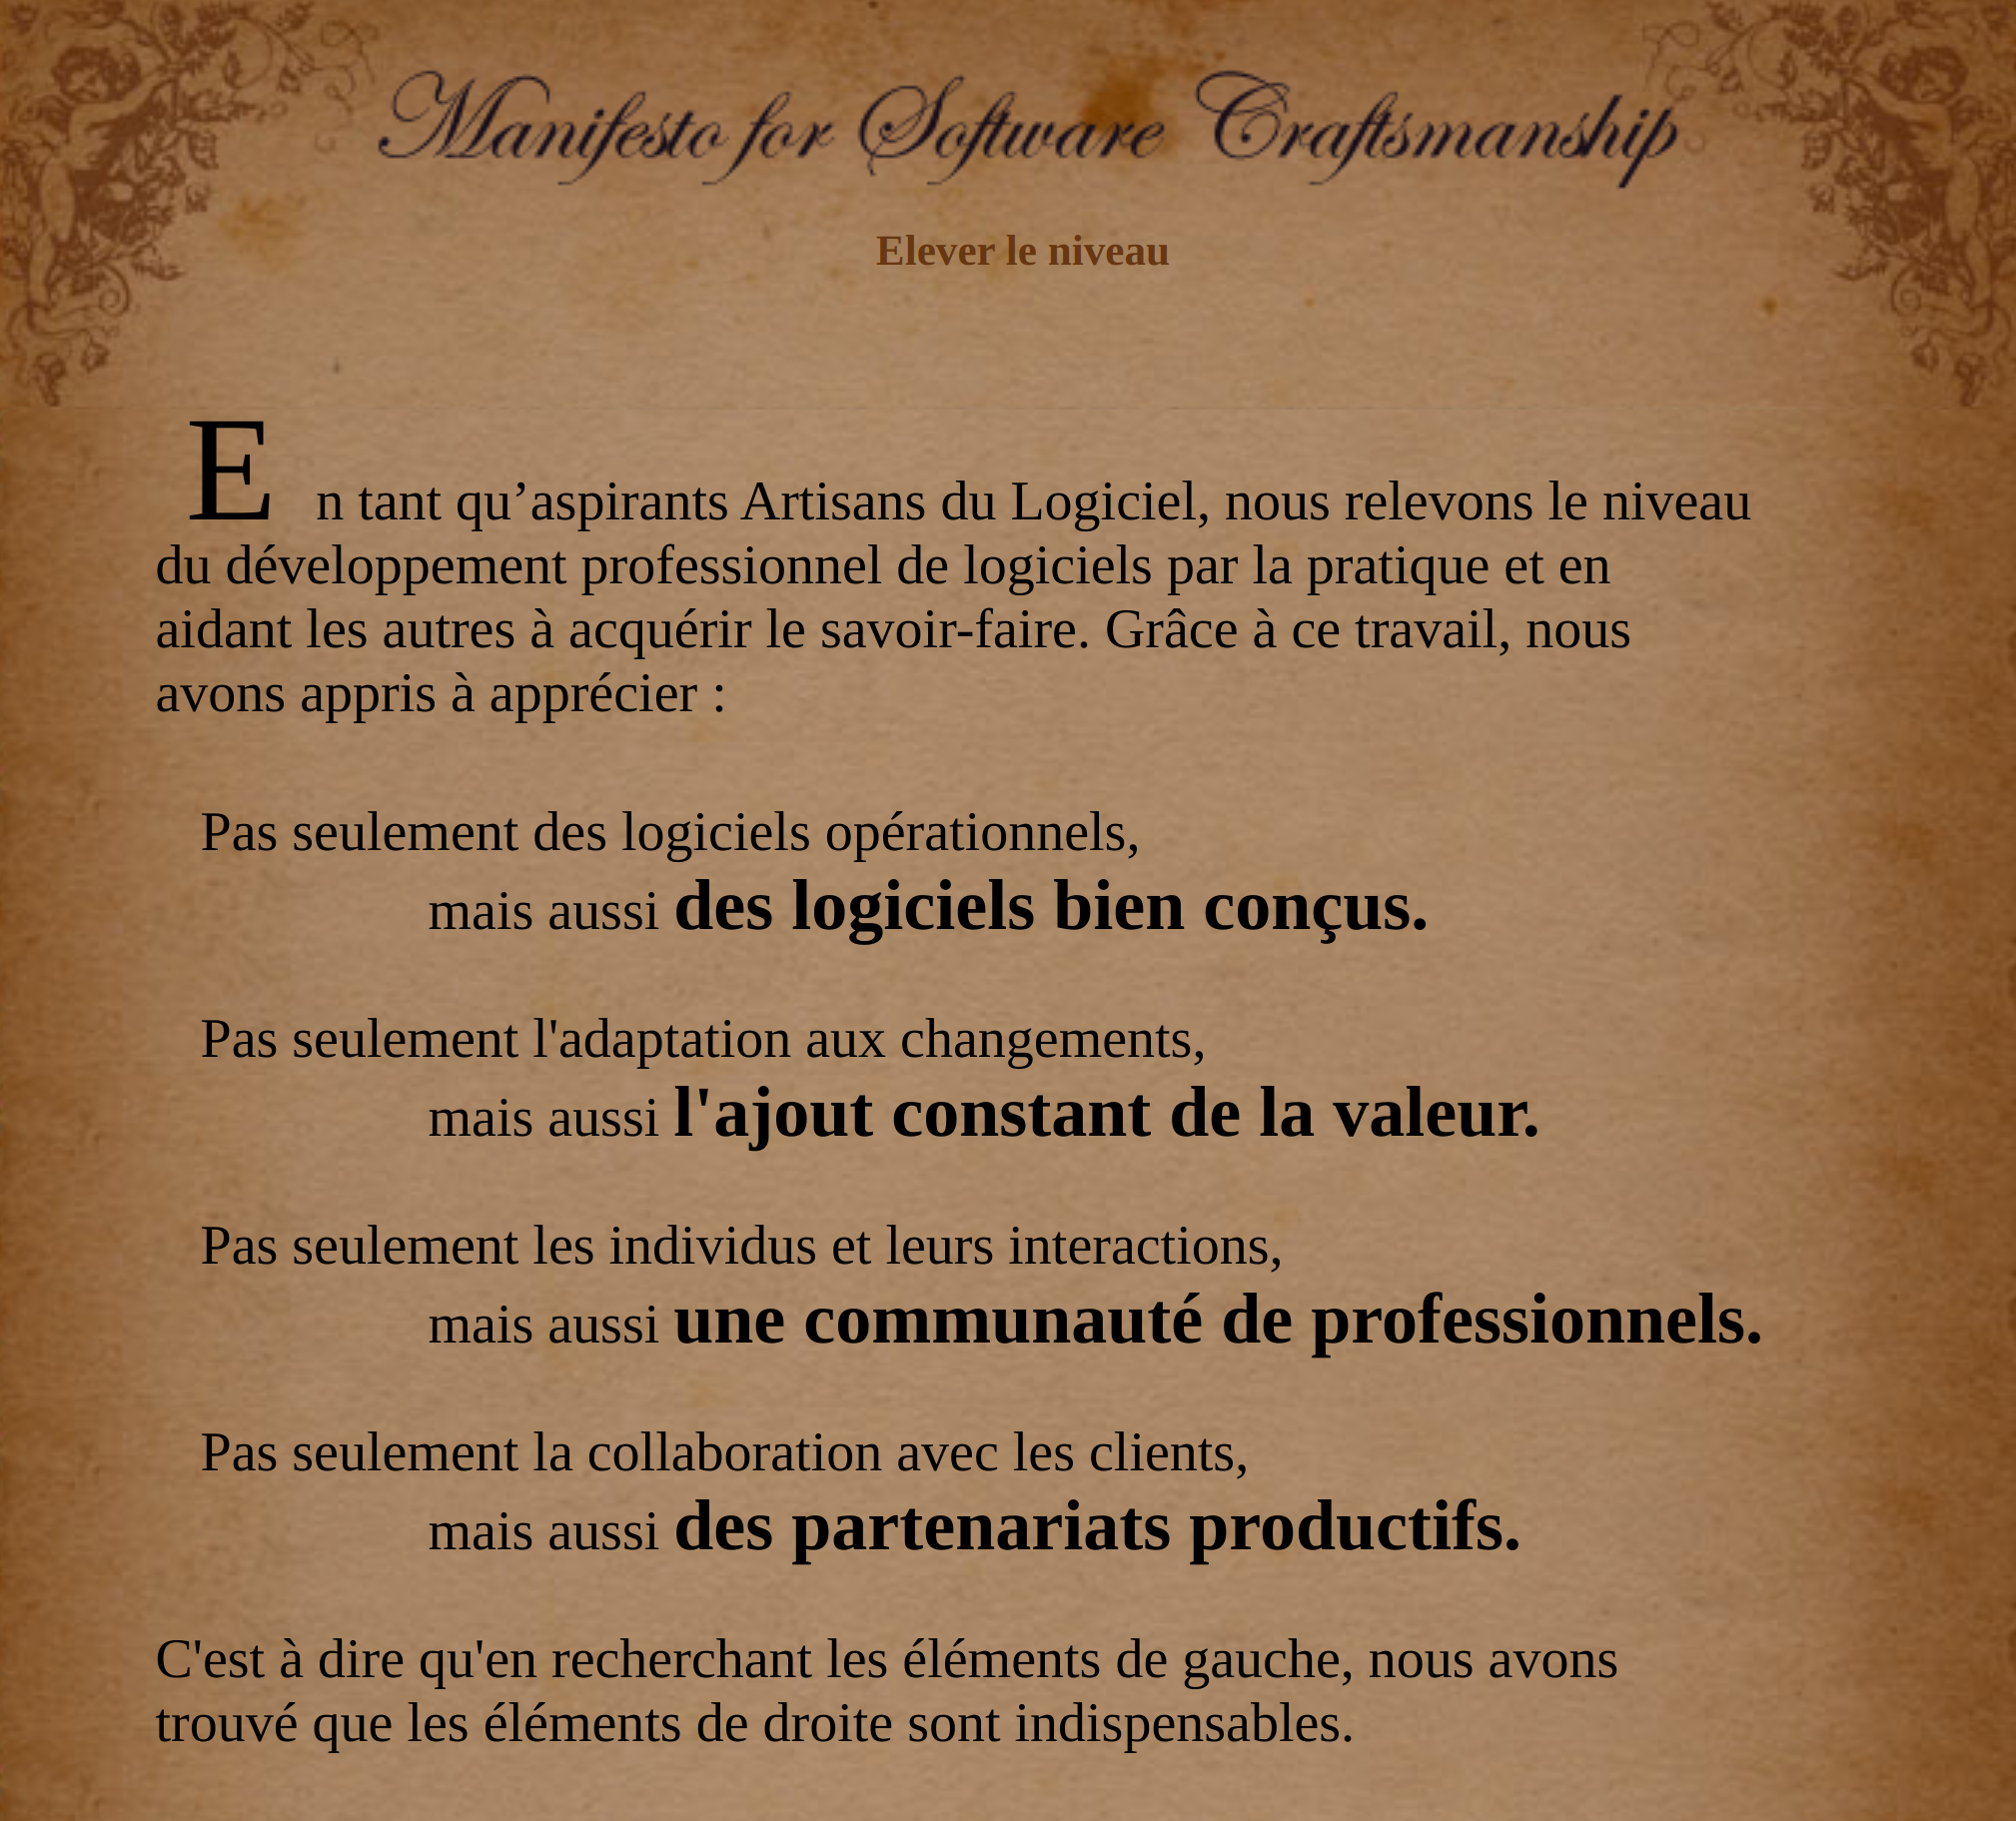 Manifesto for Software Craftsmanship
Elever le niveau
En tant qu’aspirants Artisans du Logiciel, nous relevons le niveau
du développement professionnel de logiciels par la pratique et en
aidant les autres à acquérir le savoir-faire. Grâce à ce travail, nous
avons appris à apprécier :
Pas seulement des logiciels opérationnels,
mais aussi des logiciels bien conçus.
Pas seulement l'adaptation aux changements,
mais aussi l'ajout constant de la valeur.
Pas seulement les individus et leurs interactions,
mais aussi une communauté de professionnels.
Pas seulement la collaboration avec les clients,
mais aussi des partenariats productifs.
C'est à dire qu'en recherchant les éléments de gauche, nous avons
trouvé que les éléments de droite sont indispensables.